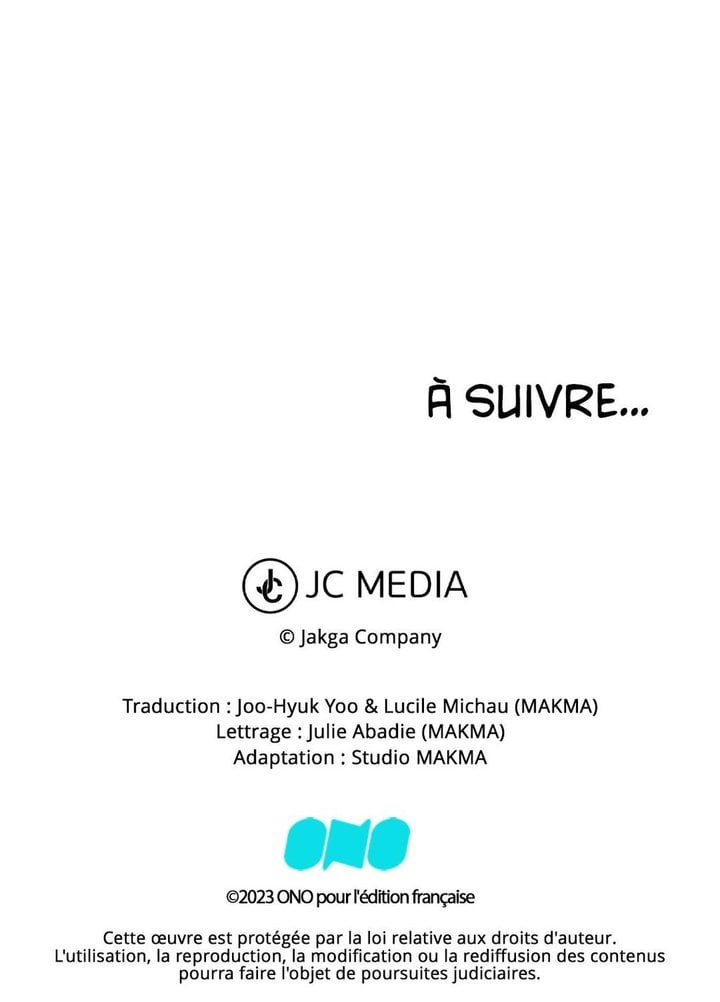 À SUIVRE...
JC JC MEDIA
© Jakga Company
Traduction : Joo-Hyuk Yoo & Lucile Michau (MAKMA)
Lettrage : Julie Abadie (MAKMA)
Adaptation : Studio MAKMA
ONO
©2023 ONO pour l'édition française
Cette œuvre est protégée par la loi relative aux droits d'auteur.
L'utilisation, la reproduction, la modification ou la rediffusion des contenus
pourra faire l'objet de poursuites judiciaires.